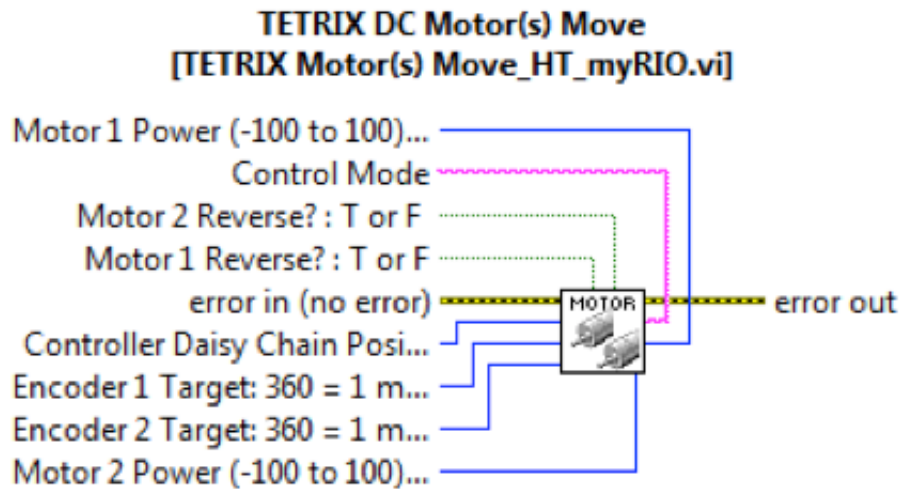 TETRIX DC Motor(s) Move
[TETRIX Motor(s) Move_HT_myRIO.vi]
Motor 1 Power (-100 to 100)...
Control Mode
Motor 2 Reverse? : T or F
Motor 1 Reverse? : T or F
error in (no error)
MOTOR
error out
Controller Daisy Chain Posi...
Encoder 1 Target: 360 = 1 m...
Encoder 2 Target: 360 = 1 m...
Motor 2 Power (-100 to 100)...